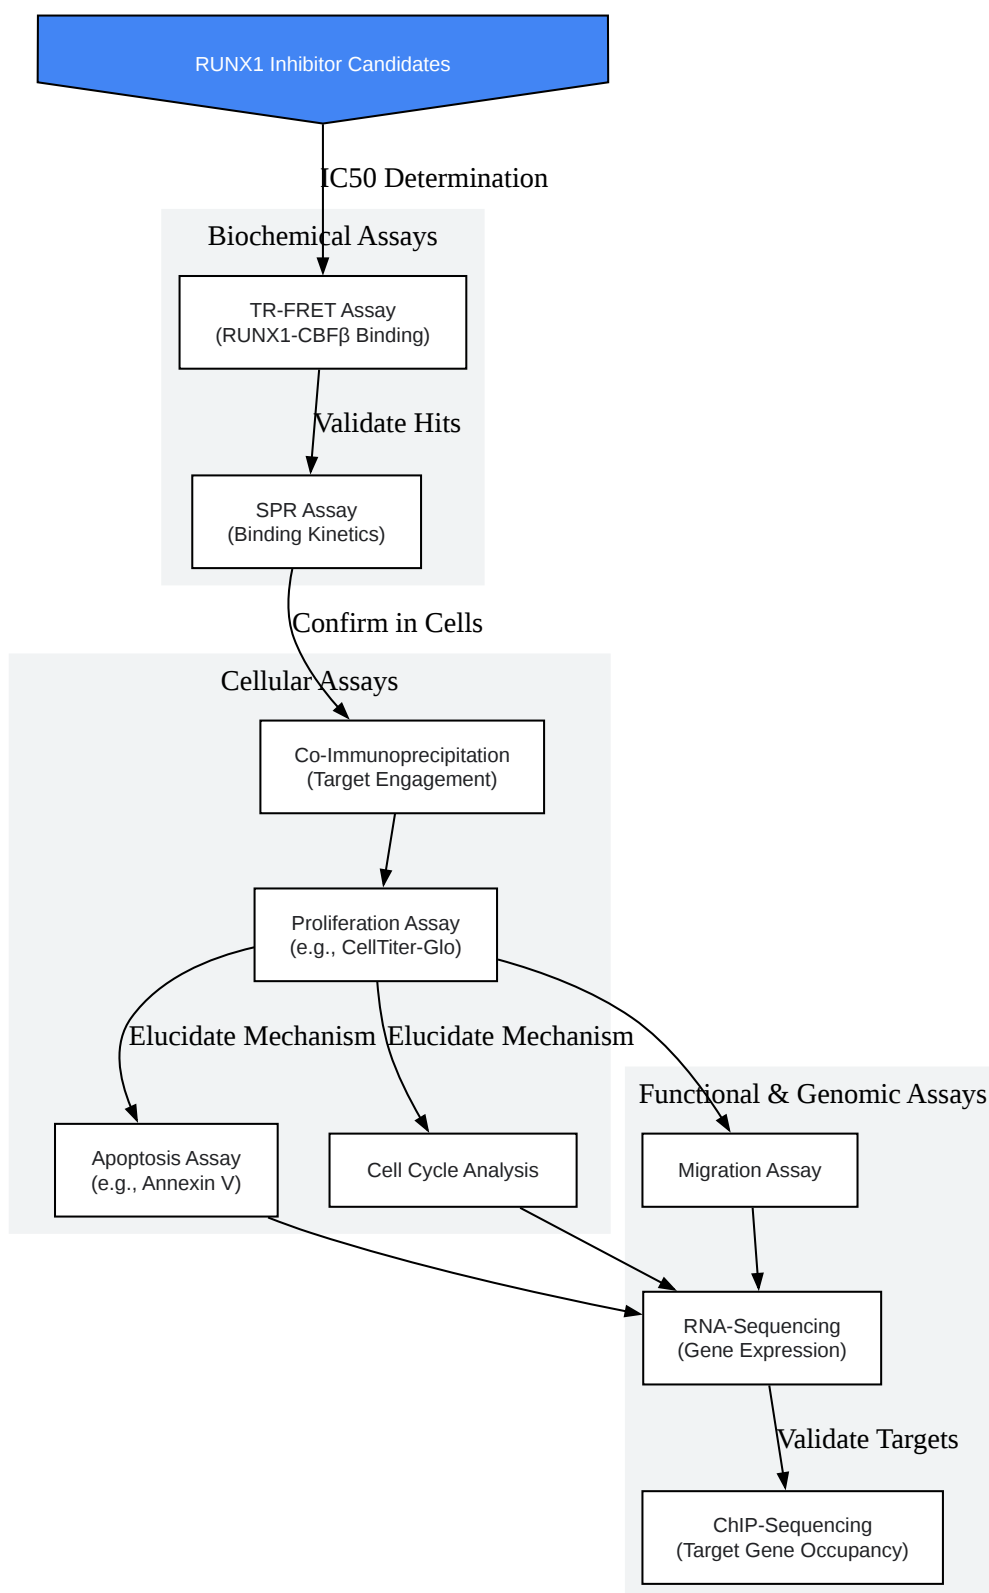 RUNX1 Inhibitor Candidates
IC50 Determination
Biochemical Assays
TR-FRET Assay
(RUNX1-CBFβ Binding)
Validate Hits
SPR Assay
(Binding Kinetics)
Confirm in Cells
Cellular Assays
Co-Immunoprecipitation
(Target Engagement)
Proliferation Assay
(e.g., CellTiter-Glo)
Elucidate Mechanism
Elucidate Mechanism
Functional & Genomic Assays
Apoptosis Assay
(e.g., Annexin V)
Cell Cycle Analysis
Migration Assay
RNA-Sequencing
(Gene Expression)
Validate Targets
ChIP-Sequencing
(Target Gene Occupancy)